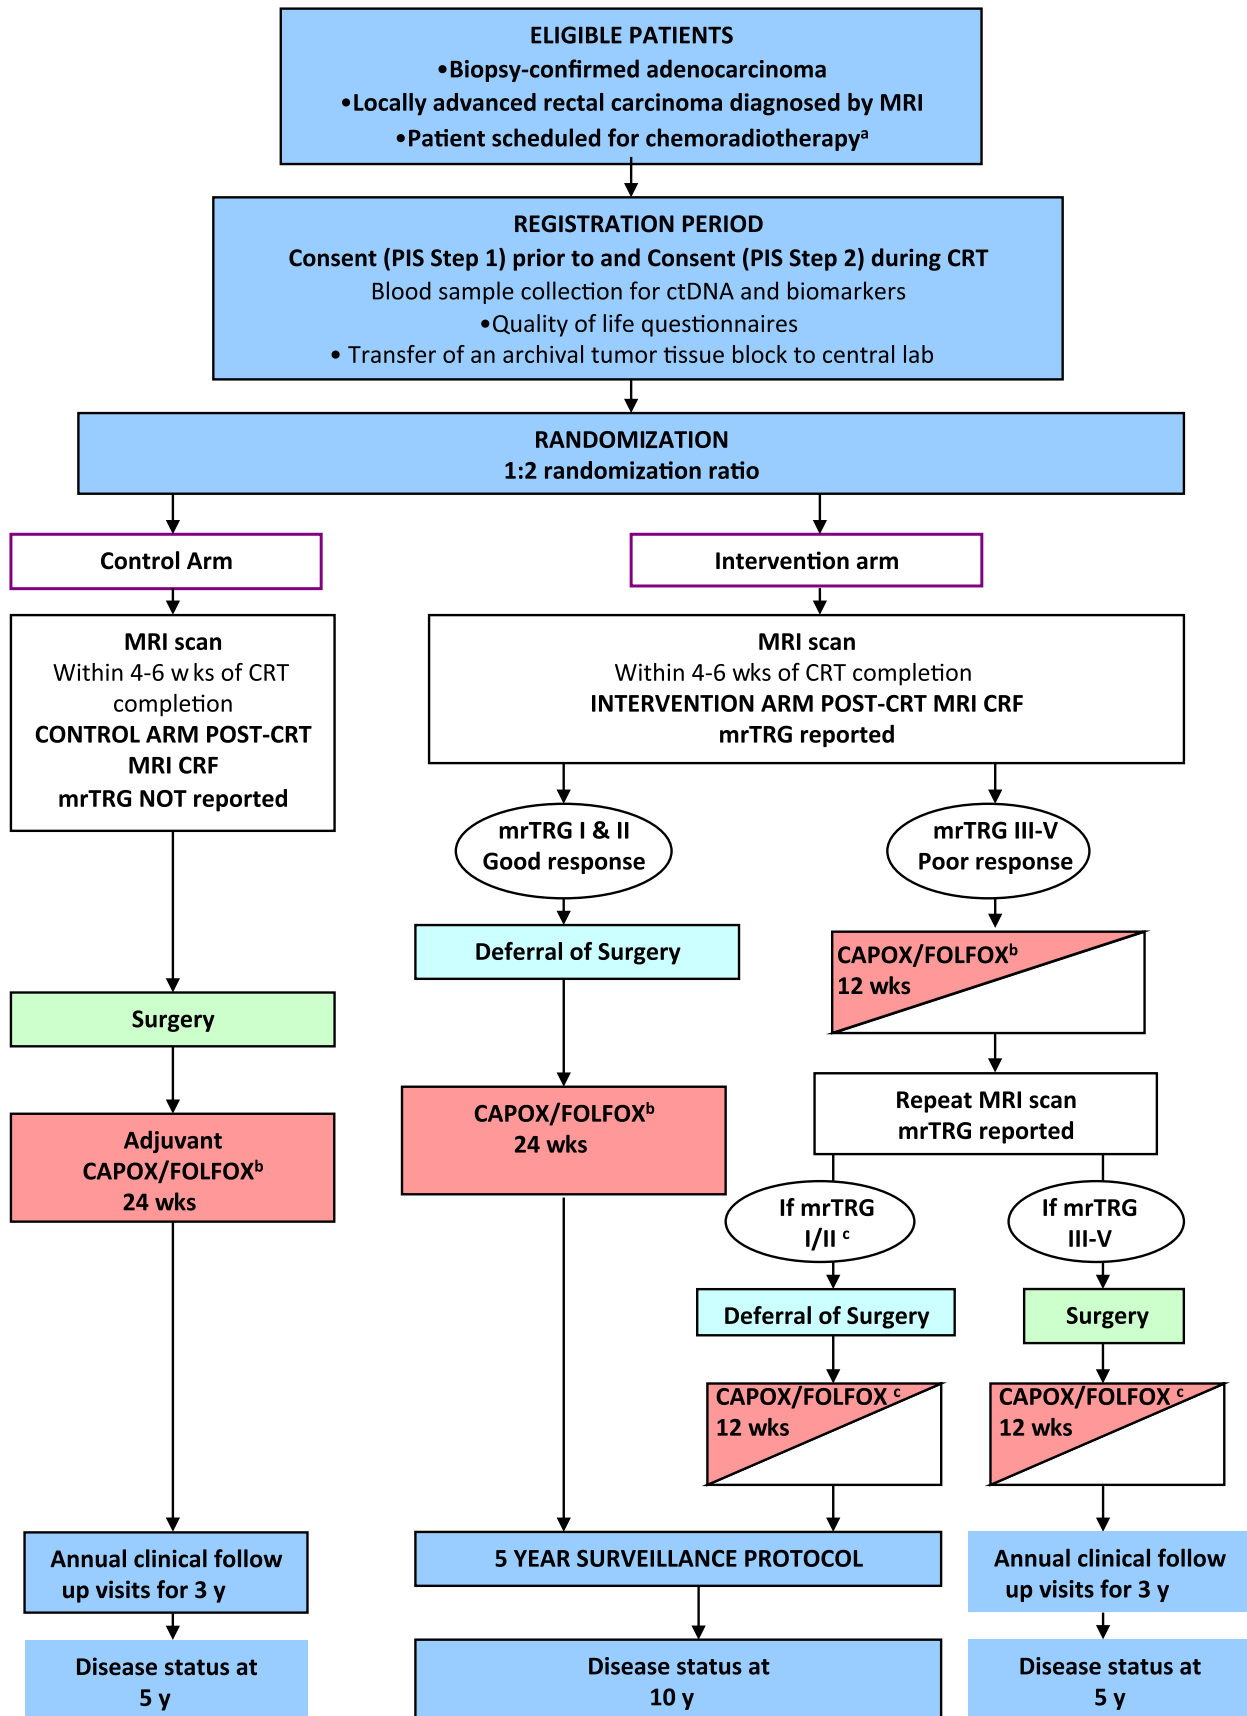 ELIGIBLE PATIENTS
•Biopsy-confirmed adenocarcinoma
•Locally advanced rectal carcinoma diagnosed by MRI
•Patient scheduled for chemoradiotherapyᵃ
REGISTRATION PERIOD
Consent (PIS Step 1) prior to and Consent (PIS Step 2) during CRT
Blood sample collection for ctDNA and biomarkers
•Quality of life questionnaires
• Transfer of an archival tumor tissue block to central lab
RANDOMIZATION
1:2 randomization ratio
Control Arm
Intervention arm
MRI scan
Within 4-6 wks of CRT
completion
CONTROL ARM POST-CRT
MRI CRF
mrTRG NOT reported
MRI scan
Within 4-6 wks of CRT completion
INTERVENTION ARM POST-CRT MRI CRF
mrTRG reported
mrTRG I & II
Good response
mrTRG III-V
Poor response
Deferral of Surgery
CAPOX/FOLFOXᵇ
12 wks
Surgery
Repeat MRI scan
mrTRG reported
CAPOX/FOLFOXᵇ
24 wks
Adjuvant
CAPOX/FOLFOXᵇ
24 wks
If mrTRG
I/II ᶜ
If mrTRG
III-V
Deferral of Surgery
Surgery
CAPOX/FOLFOX ᶜ
12 wks
CAPOX/FOLFOX ᶜ
12 wks
Annual clinical follow
up visits for 3 y
5 YEAR SURVEILLANCE PROTOCOL
Annual clinical follow
up visits for 3 y
Disease status at
5 y
Disease status at
10 y
Disease status at
5 y